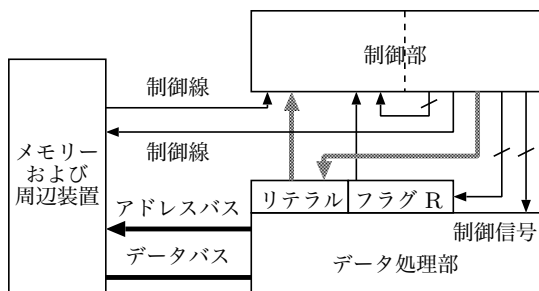 制御部
制御線
制御線
メモリー
および
周辺装置
リテラル
フラグ R
アドレスバス
データバス
制御信号
データ処理部